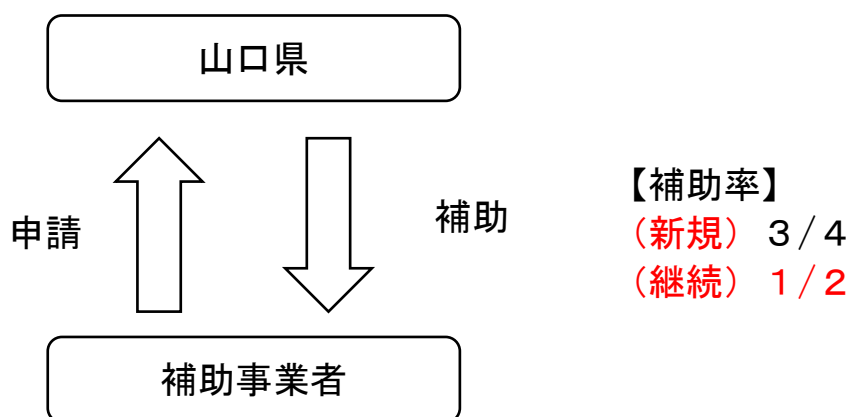 山口県
申請
補助
【補助率】
（新規）３/４
（継続）１/２
補助事業者